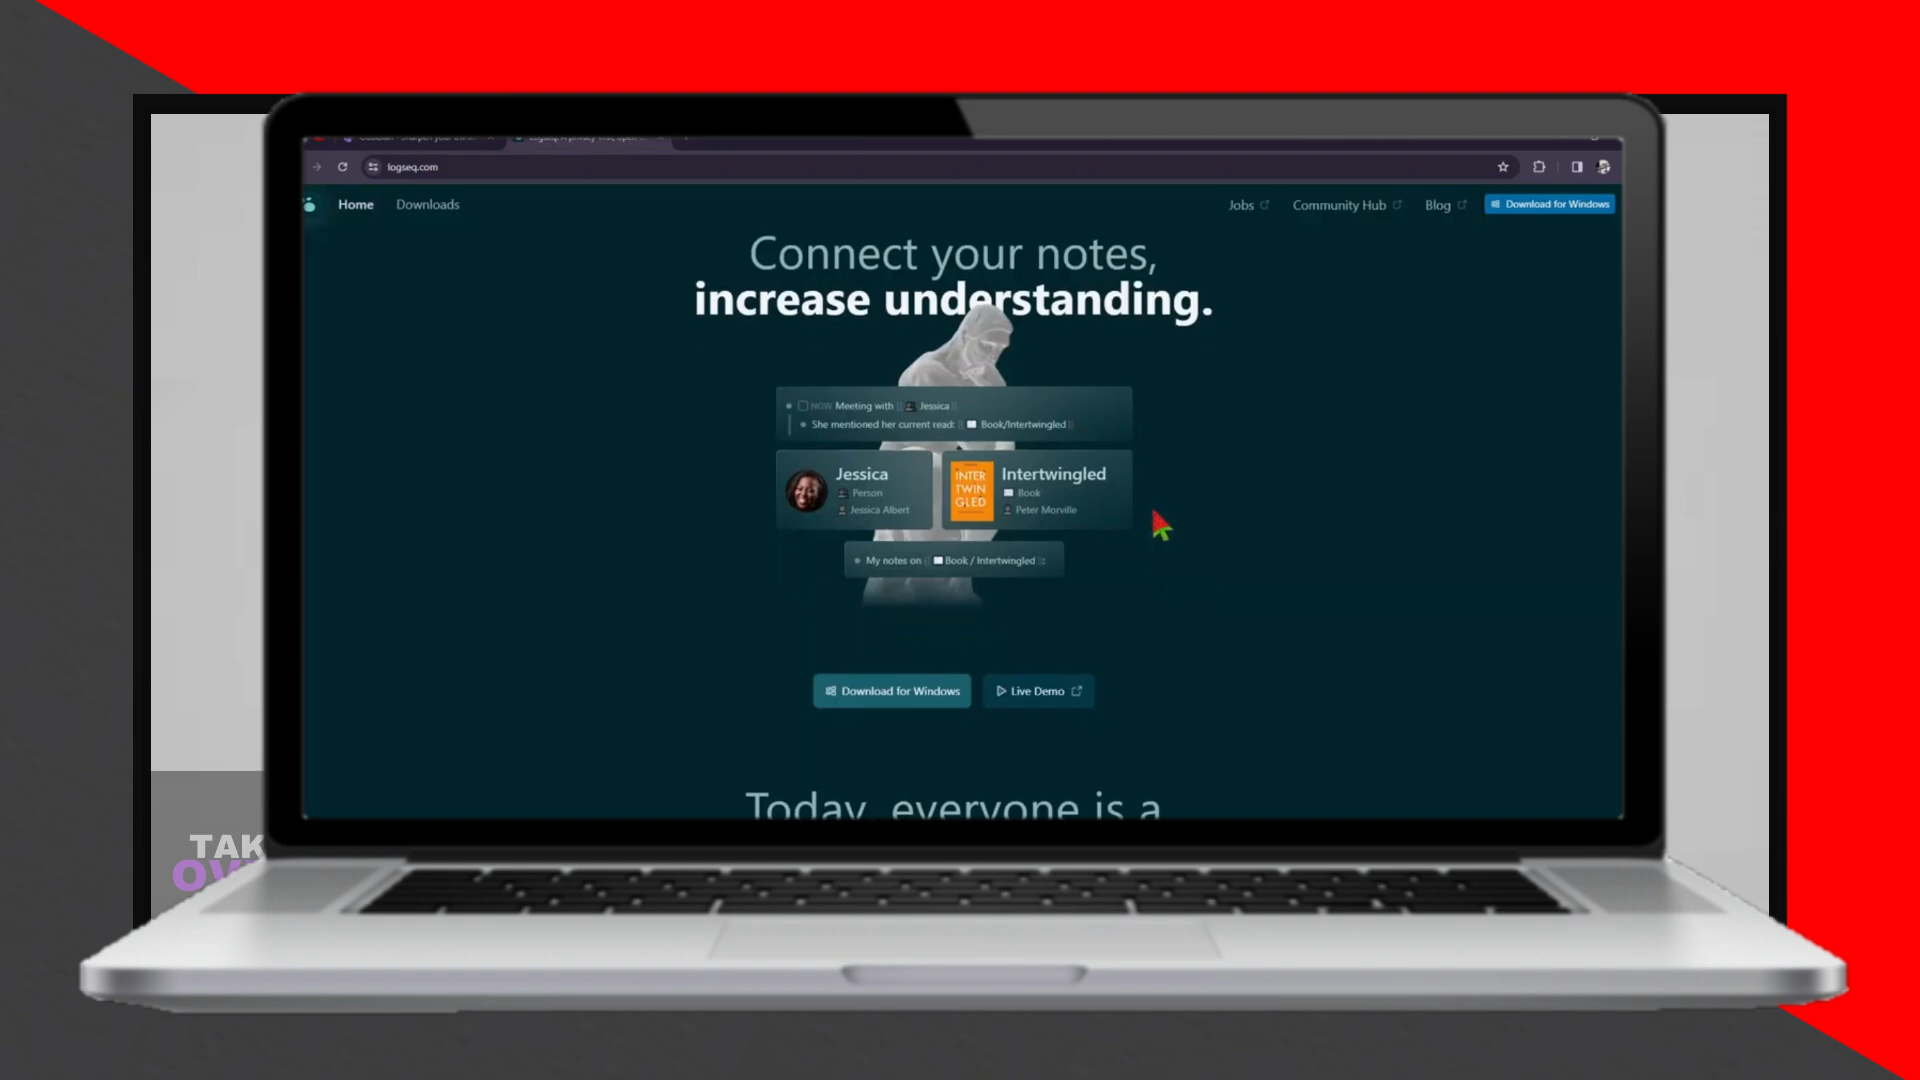 logseq.com
Home Downloads Jobs Community Hub Blog Download for Windows
Connect your notes,
increase understanding.
NOW Meeting with [[ Jessica ]]
She mentioned her current read: [[ Book/Intertwingled ]]
Jessica
Person
Jessica Albert
INTER
TWIN
GLED
Intertwingled
Book
Peter Morville
My notes on [[ Book / Intertwingled ]]:
Download for Windows Live Demo
Today, everyone is a
TAK